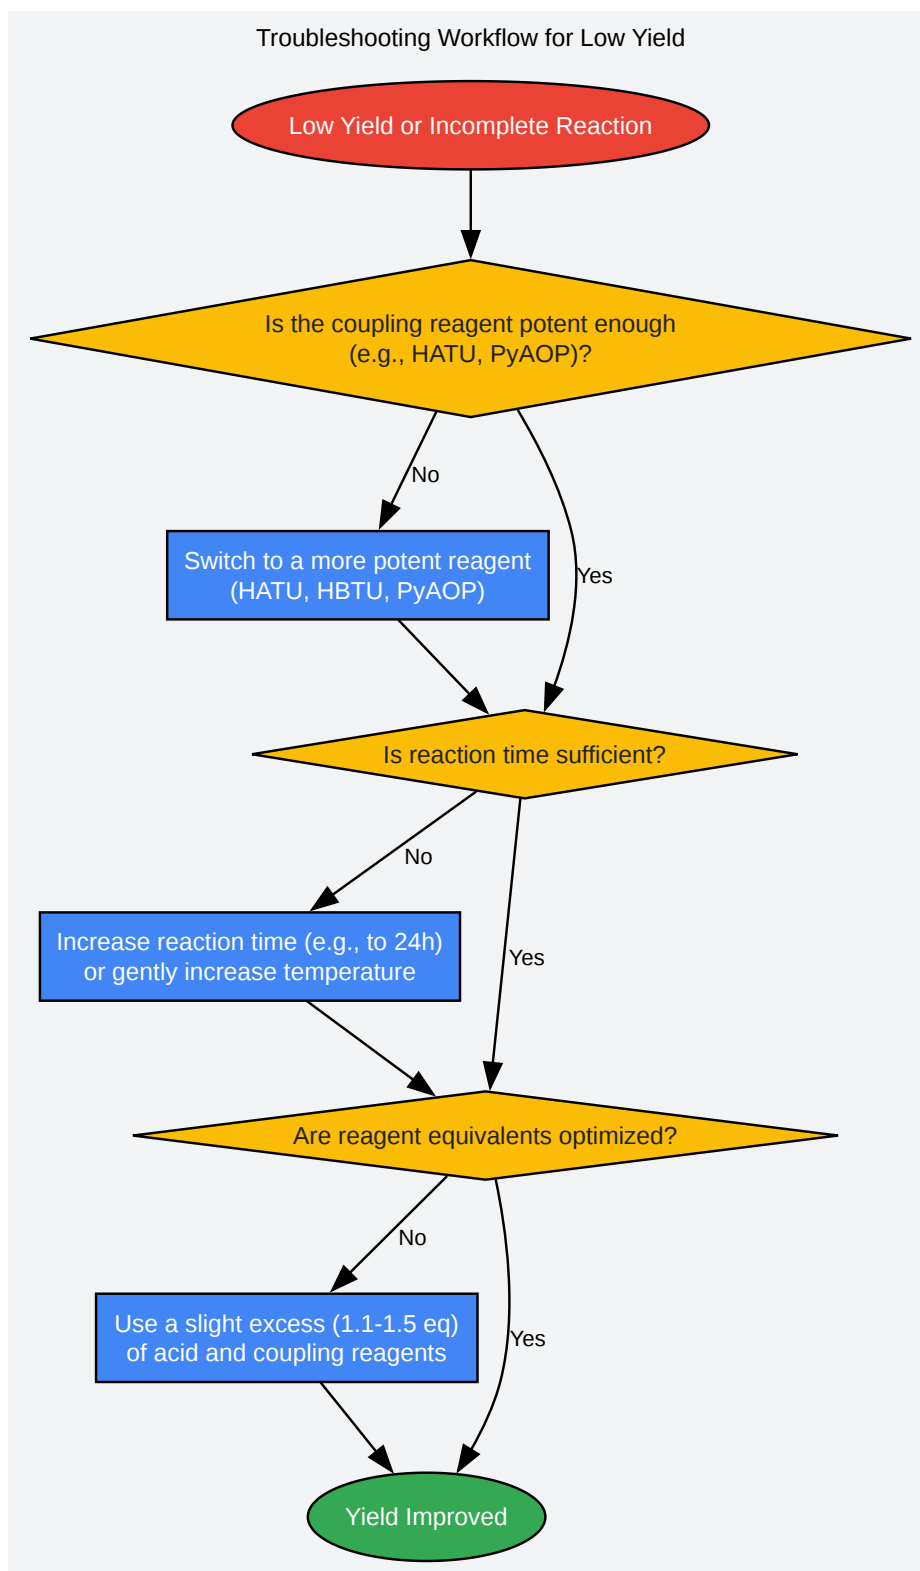 Troubleshooting Workflow for Low Yield
Low Yield or Incomplete Reaction
Is the coupling reagent potent enough
(e.g., HATU, PyAOP)?
No
Switch to a more potent reagent
(HATU, HBTU, PyAOP)
Yes
Is reaction time sufficient?
No
Increase reaction time (e.g., to 24h)
or gently increase temperature
Yes
Are reagent equivalents optimized?
No
Use a slight excess (1.1-1.5 eq)
of acid and coupling reagents
Yes
Yield Improved